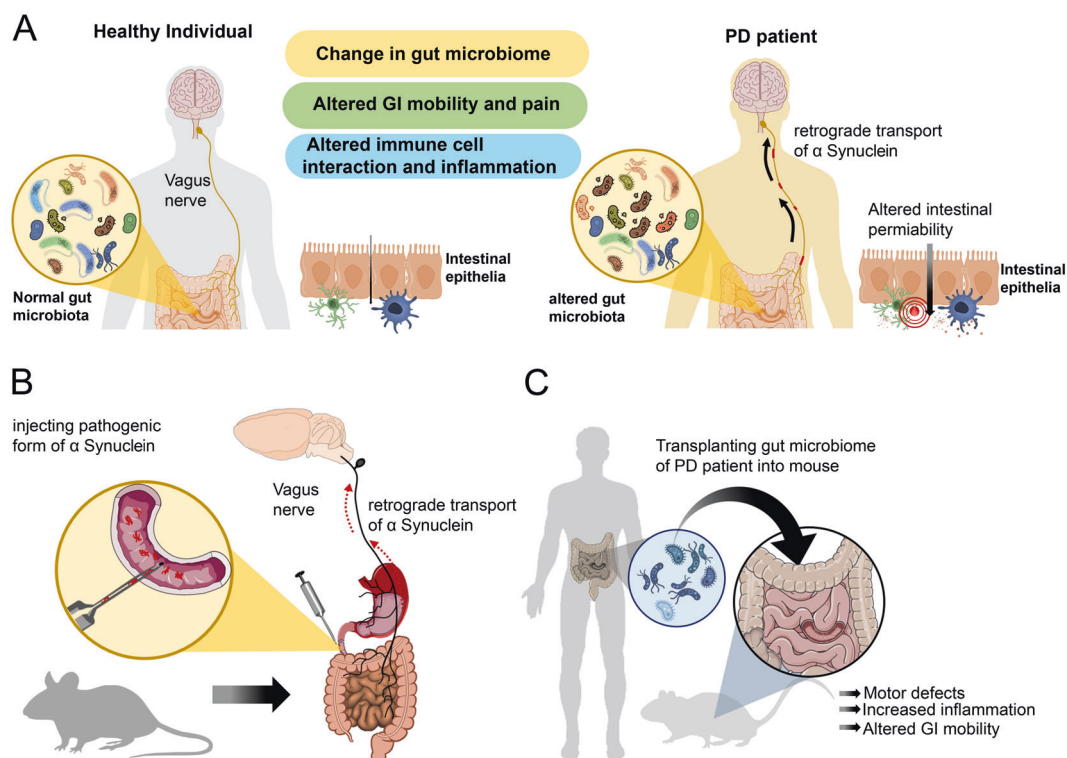 A
Healthy Individual
Change in gut microbiome
Altered GI mobility and pain
Altered immune cell
interaction and inflammation
PD patient
retrograde transport
of α Synuclein
Vagus
nerve
Altered intestinal
permiability
Normal gut
microbiota
Intestinal
epithelia
altered gut
microbiota
Intestinal
epithelia
B
injecting pathogenic
form of α Synuclein
Vagus
nerve
retrograde transport
of α Synuclein
C
Transplanting gut microbiome
of PD patient into mouse
Motor defects
Increased inflammation
Altered GI mobility